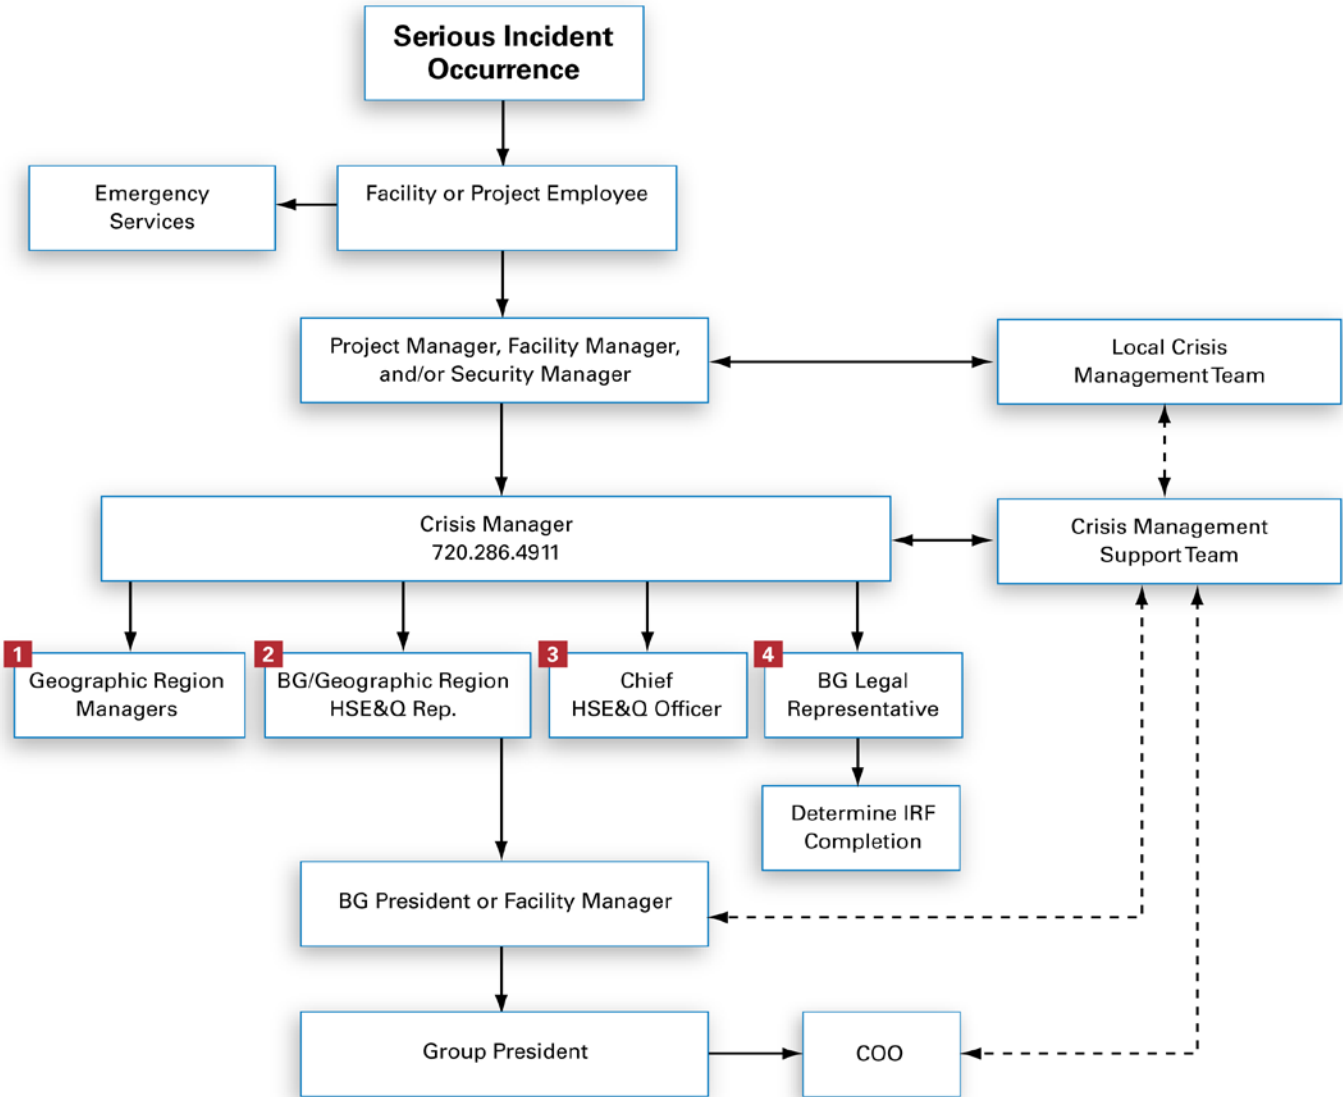 Serious Incident
Occurrence
Emergency
Services
Facility or Project Employee
Project Manager, Facility Manager,
and/or Security Manager
Local Crisis
Management Team
Crisis Manager
720.286.4911
Crisis Management
Support Team
1
Geographic Region
Managers
2
BG/Geographic Region
HSE&Q Rep.
3
Chief
HSE&Q Officer
4
BG Legal
Representative
Determine IRF
Completion
BG President or Facility Manager
Group President
COO